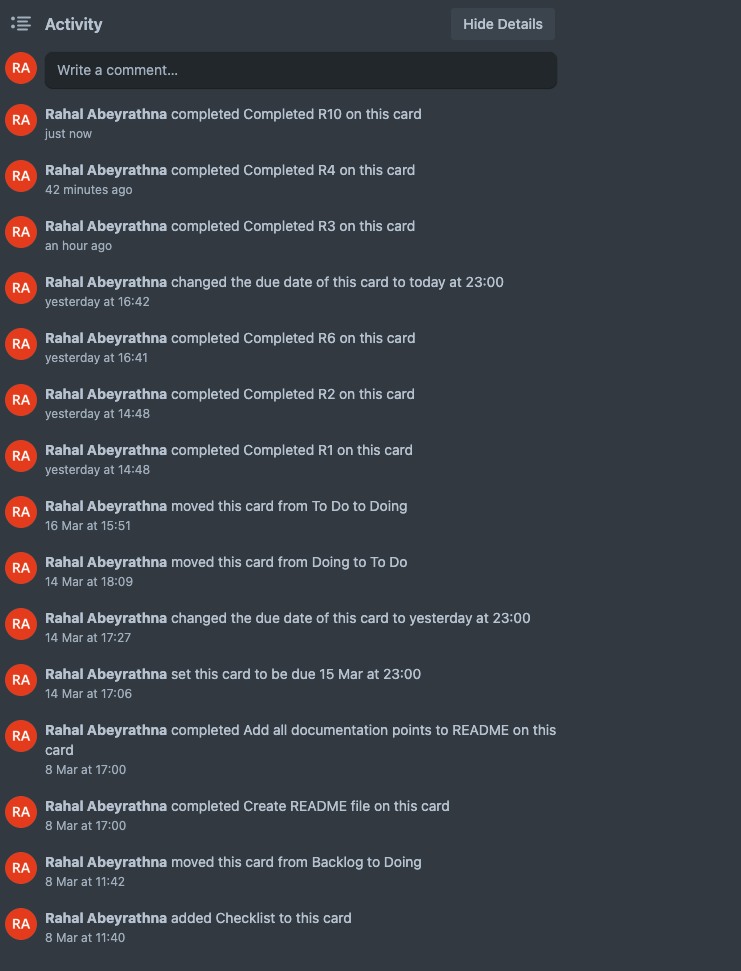 Activity
Hide Details
RA
Write a comment...
RA
Rahal Abeyrathna completed Completed R10 on this card
just now
RA
Rahal Abeyrathna completed Completed R4 on this card
42 minutes ago
RA
Rahal Abeyrathna completed Completed R3 on this card
an hour ago
RA
Rahal Abeyrathna changed the due date of this card to today at 23:00
yesterday at 16:42
RA
Rahal Abeyrathna completed Completed R6 on this card
yesterday at 16:41
RA
Rahal Abeyrathna completed Completed R2 on this card
yesterday at 14:48
RA
Rahal Abeyrathna completed Completed R1 on this card
yesterday at 14:48
RA
Rahal Abeyrathna moved this card from To Do to Doing
16 Mar at 15:51
RA
Rahal Abeyrathna moved this card from Doing to To Do
14 Mar at 18:09
RA
Rahal Abeyrathna changed the due date of this card to yesterday at 23:00
14 Mar at 17:27
RA
Rahal Abeyrathna set this card to be due 15 Mar at 23:00
14 Mar at 17:06
RA
Rahal Abeyrathna completed Add all documentation points to README on this
card
8 Mar at 17:00
RA
Rahal Abeyrathna completed Create README file on this card
8 Mar at 17:00
RA
Rahal Abeyrathna moved this card from Backlog to Doing
8 Mar at 11:42
RA
Rahal Abeyrathna added Checklist to this card
8 Mar at 11:40